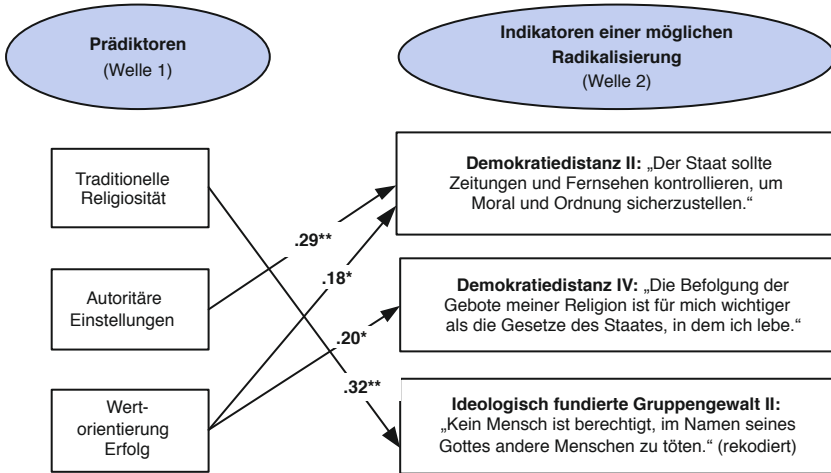 Prädiktoren
(Welle 1)
Indikatoren einer möglichen
Radikalisierung
(Welle 2)
Traditionelle
Religiosität
Autoritäre
Einstellungen
Wert-
orientierung
Erfolg
.29**
.18*
.20*
.32**
Demokratiedistanz II: „Der Staat sollte
Zeitungen und Fernsehen kontrollieren, um
Moral und Ordnung sicherzustellen.“
Demokratiedistanz IV: „Die Befolgung der
Gebote meiner Religion ist für mich wichtiger
als die Gesetze des Staates, in dem ich lebe.“
Ideologisch fundierte Gruppengewalt II:
„Kein Mensch ist berechtigt, im Namen seines
Gottes andere Menschen zu töten.“ (rekodiert)